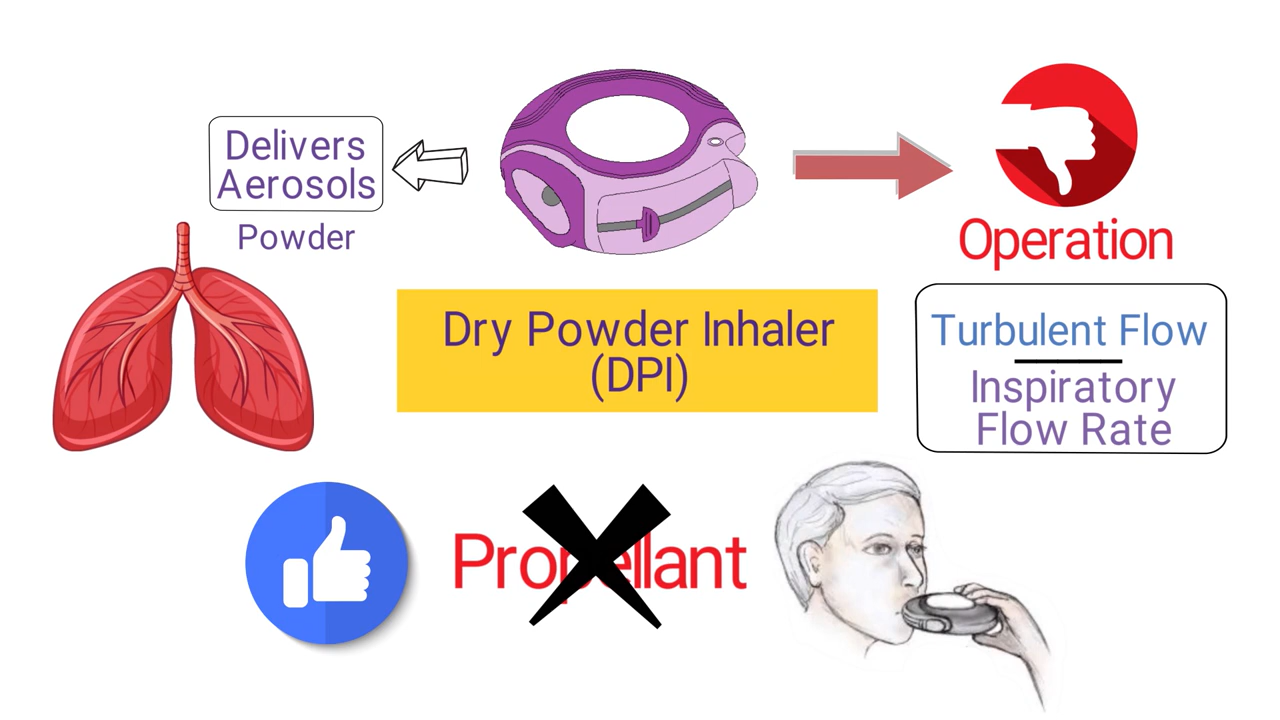 Delivers
Aerosols
Powder
Operation
Dry Powder Inhaler
(DPI)
Turbulent Flow
Inspiratory
Flow Rate
Propellant